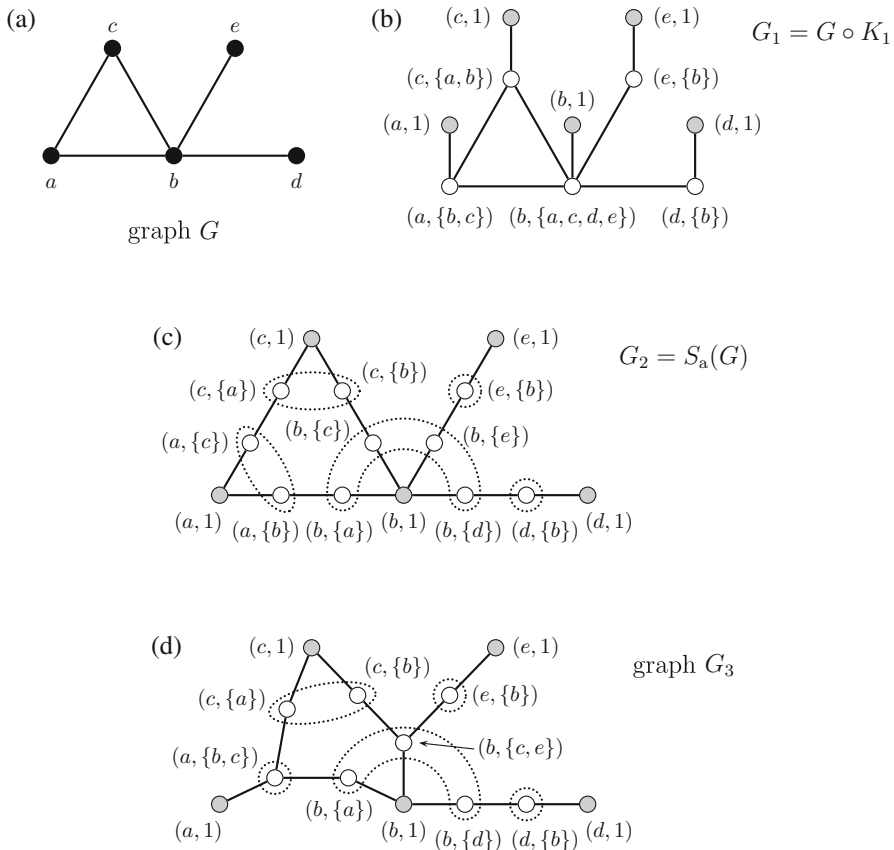 (a)
c
e
a
b
d
graph G
(b)
(c, 1)
(e, 1)
G₁ = G ∘ K₁
(c, {a, b})
(e, {b})
(b, 1)
(a, 1)
(d, 1)
(a, {b, c})
(b, {a, c, d, e})
(d, {b})
(c)
(c, 1)
(e, 1)
G₂ = Sₐ(G)
(c, {b})
(c, {a})
(e, {b})
(a, {c})
(b, {c})
(b, {e})
(a, 1)
(a, {b})
(b, {a})
(b, 1)
(b, {d})
(d, {b})
(d, 1)
(d)
(c, 1)
(e, 1)
graph G₃
(c, {b})
(c, {a})
(e, {b})
(a, {b, c})
(b, {c, e})
(a, 1)
(b, {a})
(b, 1)
(b, {d})
(d, {b})
(d, 1)